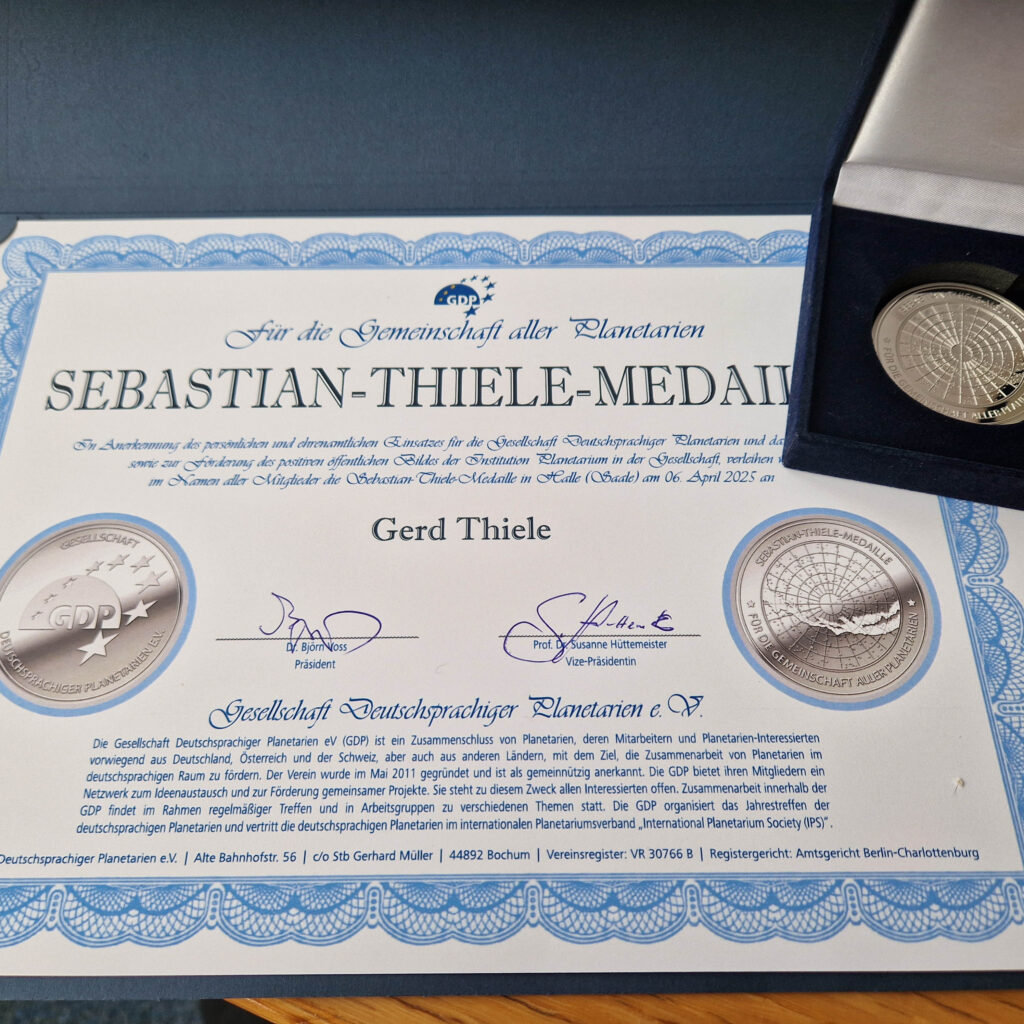 GDP
Für die Gemeinschaft aller Planetarien
SEBASTIAN-THIELE-MEDAIL
In Anerkennung des persönlichen und ehrenamtlichen Einsatzes für die Gesellschaft Deutschsprachiger Planetarien und da
sowie zur Förderung des positiven öffentlichen Bildes der Institution Planetarium in der Gesellschaft, verleihen
im Namen aller Mitglieder die Sebastian-Thiele-Medaille in Halle (Saale) am 06. April 2025 an
Gerd Thiele
GESELLSCHAFT
GDP
DEUTSCHSPRACHIGER PLANETARIEN E.V.
SEBASTIAN-THIELE-MEDAILLE
FÜR DIE GEMEINSCHAFT ALLER PLANETARIEN
Dr. Björn Voss
Präsident
Prof. Dr. Susanne Hüttemeister
Vize-Präsidentin
Gesellschaft Deutschsprachiger Planetarien e. V.
Die Gesellschaft Deutschsprachiger Planetarien eV (GDP) ist ein Zusammenschluss von Planetarien, deren Mitarbeitern und Planetarien-Interessierten
vorwiegend aus Deutschland, Österreich und der Schweiz, aber auch aus anderen Ländern, mit dem Ziel, die Zusammenarbeit von Planetarien im
deutschsprachigen Raum zu fördern. Der Verein wurde im Mai 2011 gegründet und ist als gemeinnützig anerkannt. Die GDP bietet ihren Mitgliedern ein
Netzwerk zum Ideenaustausch und zur Förderung gemeinsamer Projekte. Sie steht zu diesem Zweck allen Interessierten offen. Zusammenarbeit innerhalb der
GDP findet im Rahmen regelmäßiger Treffen und in Arbeitsgruppen zu verschiedenen Themen statt. Die GDP organisiert das Jahrestreffen der
deutschsprachigen Planetarien und vertritt die deutschsprachigen Planetarien im internationalen Planetariumsverband „International Planetarium Society (IPS)“.
Deutschsprachiger Planetarien e.V. | Alte Bahnhofstr. 56 | c/o Stb Gerhard Müller | 44892 Bochum | Vereinsregister: VR 30766 B | Registergericht: Amtsgericht Berlin-Charlottenburg